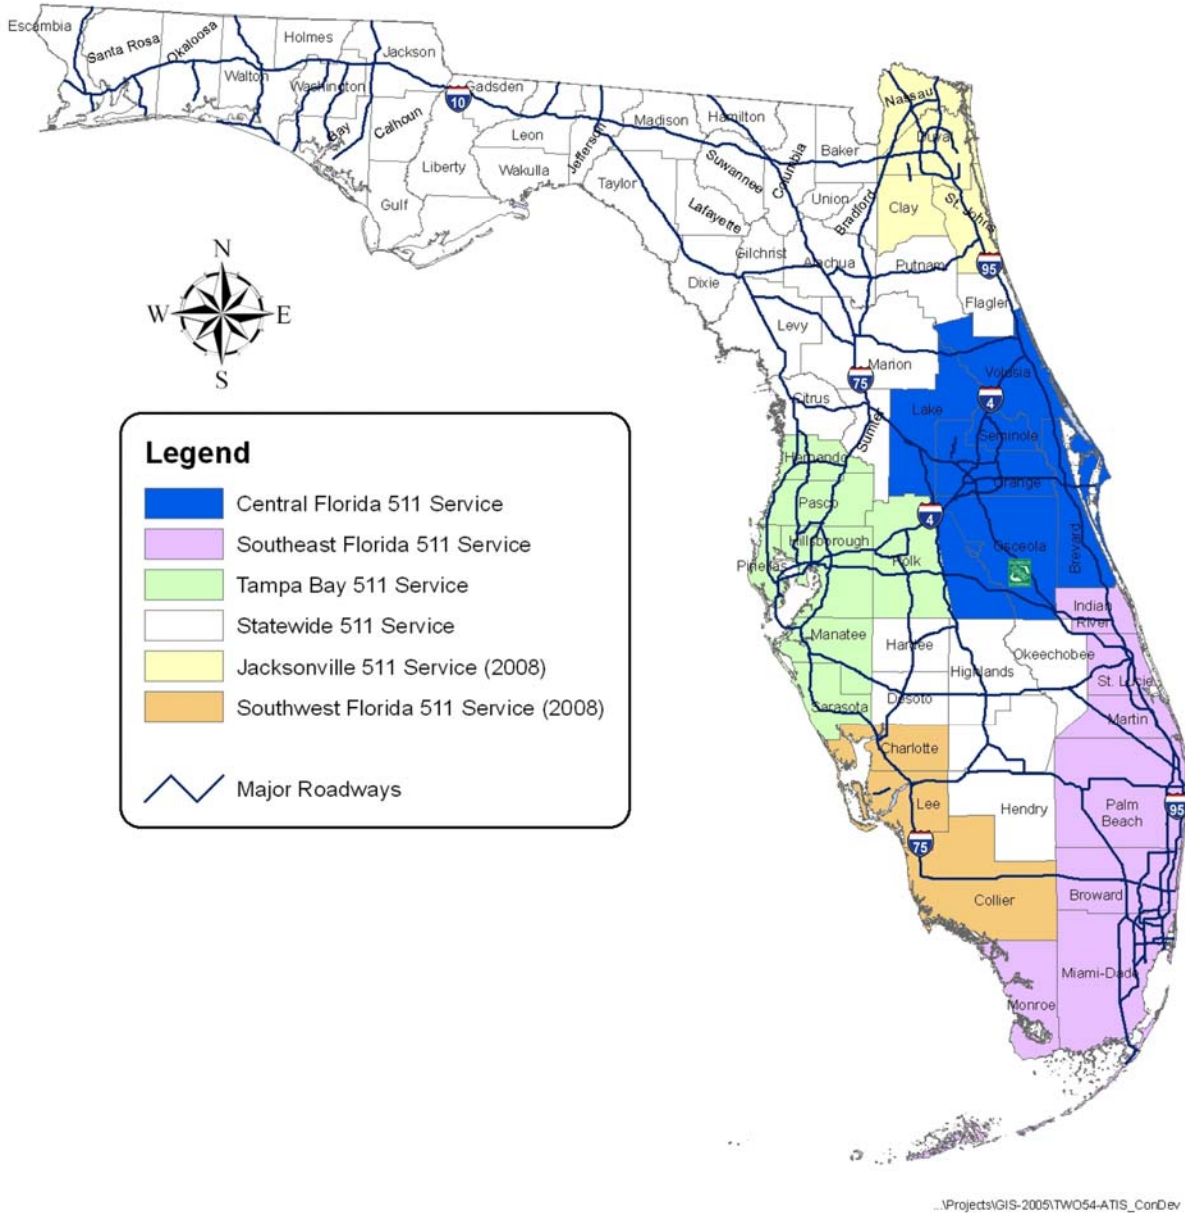 Escambia
Santa Rosa
Okaloosa
Holmes
Jackson
Walton
Washington
Bay
Calhoun
10
Gadsden
Leon
Liberty
Gulf
Wakulla
Jefferson
Madison
Hamilton
Taylor
Suwannee
Lafayette
Columbia
Baker
Union
Bradford
Nassau
Duval
Clay
St. Johns
Gilchrist
Alachua
Putnam
95
Dixie
Flagler
Levy
Marion
75
Volusia
4
Citrus
Sumter
Lake
Seminole
Hernando
Orange
Pasco
4
Hillsborough
Polk
Osceola
Brevard
Pinellas
Indian
River
Manatee
Hardee
Okeechobee
Highlands
St. Lucie
Sarasota
Desoto
Martin
Charlotte
Lee
Hendry
Palm
Beach
95
75
Collier
Broward
Miami-Dade
Monroe
N
W
E
S
Legend
Central Florida 511 Service
Southeast Florida 511 Service
Tampa Bay 511 Service
Statewide 511 Service
Jacksonville 511 Service (2008)
Southwest Florida 511 Service (2008)
Major Roadways
...\Projects\GIS-2005\TWO54-ATIS_ConDev